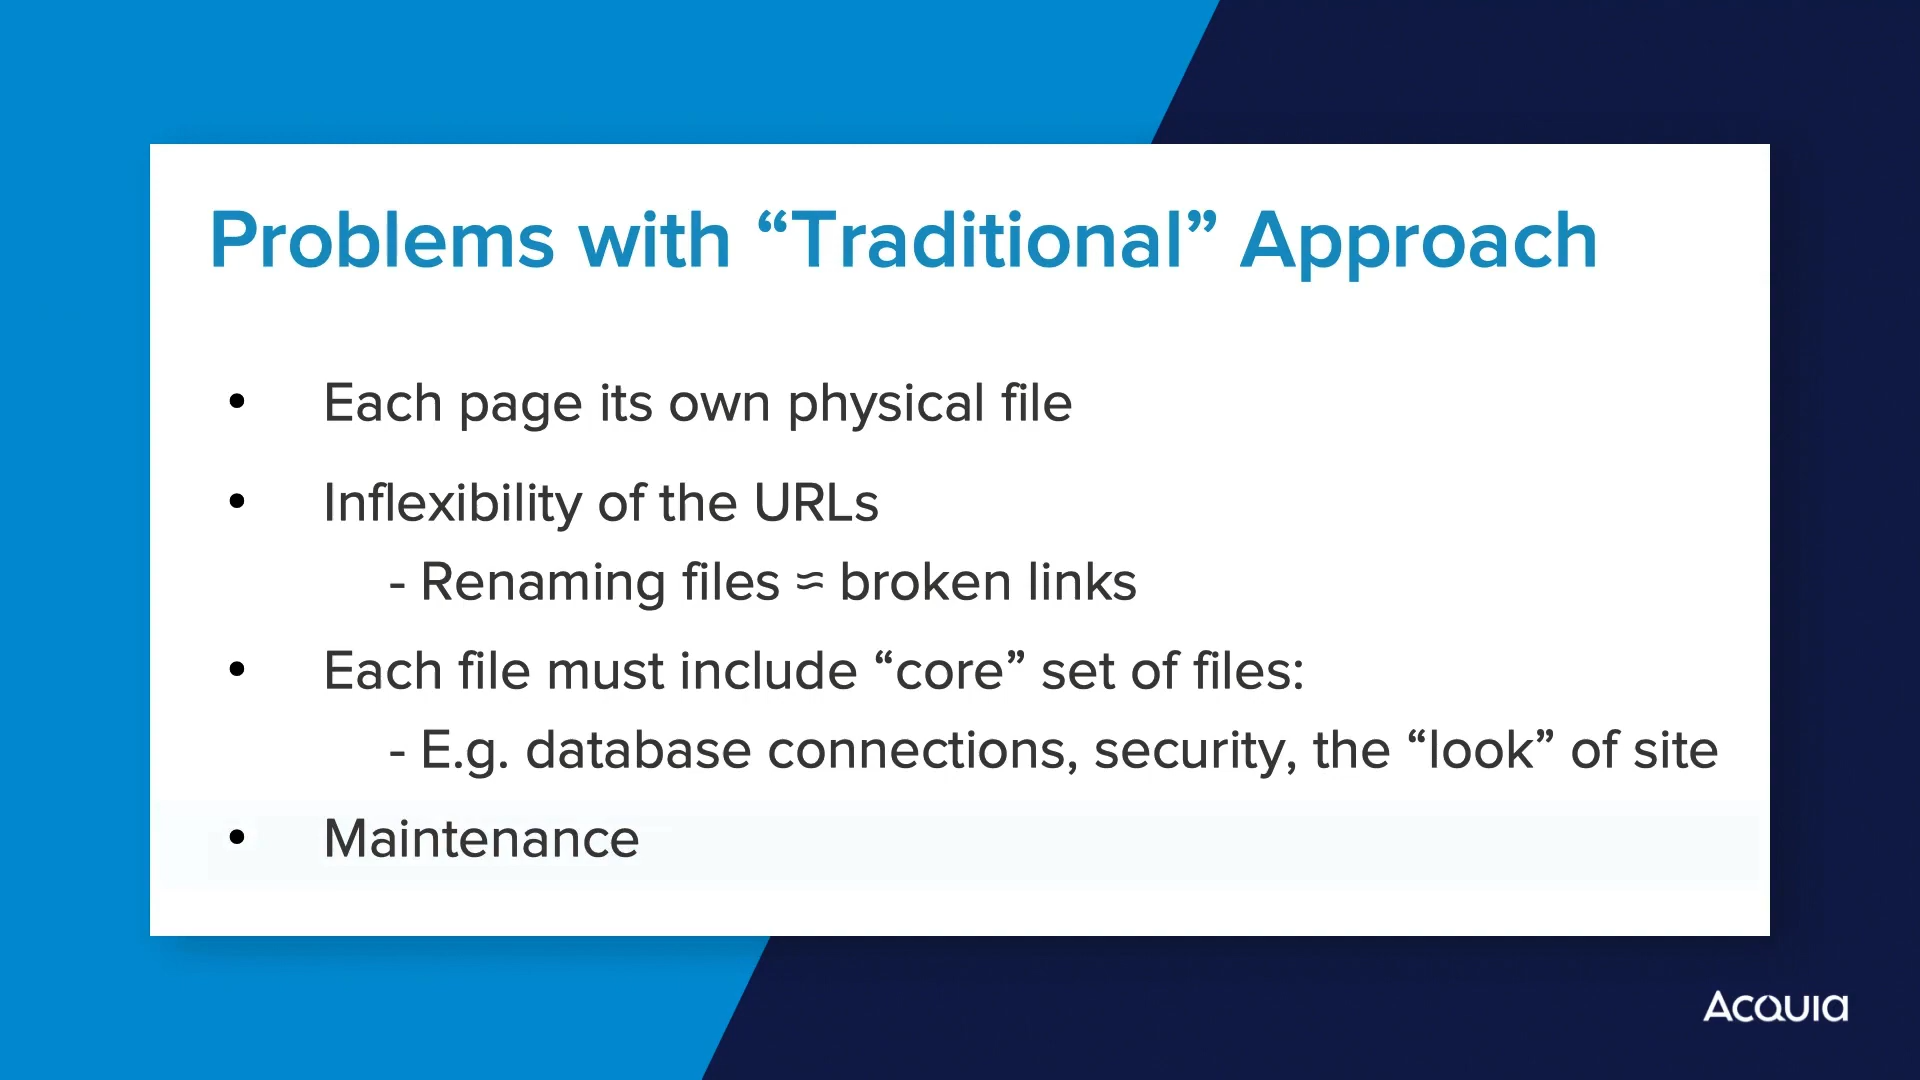 Problems with “Traditional” Approach
• Each page its own physical file
• Inflexibility of the URLs
- Renaming files ≂ broken links
• Each file must include “core” set of files:
- E.g. database connections, security, the “look” of site
• Maintenance
Acquia